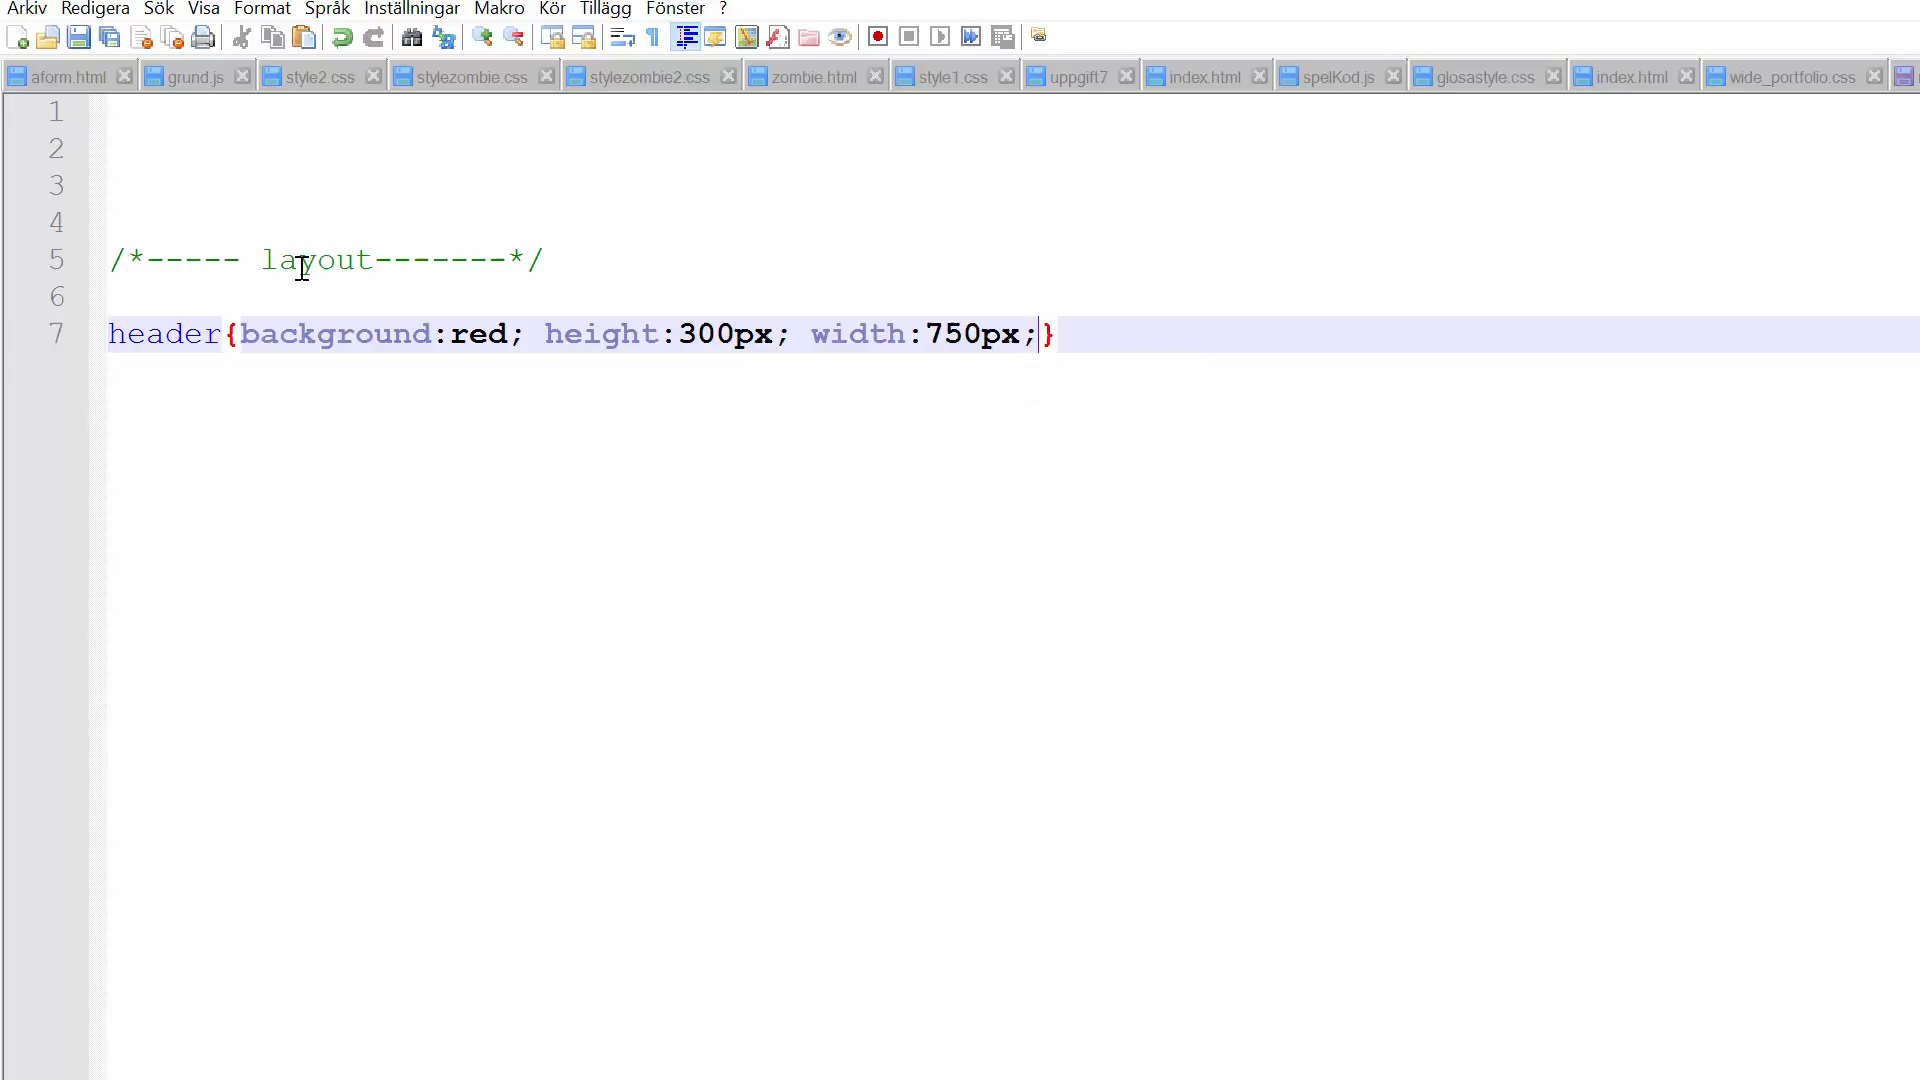 Arkiv Redigera Sök Visa Format Språk Inställningar Makro Kör Tillägg Fönster ?
aform.html grund.js style2.css stylezombie.css stylezombie2.css zombie.html style1.css uppgift7 index.html spelKod.js glosastyle.css index.html wide_portfolio.css
1
2
3
4
5 /*----- layout-------*/
6
7 header{background:red; height:300px; width:750px;}